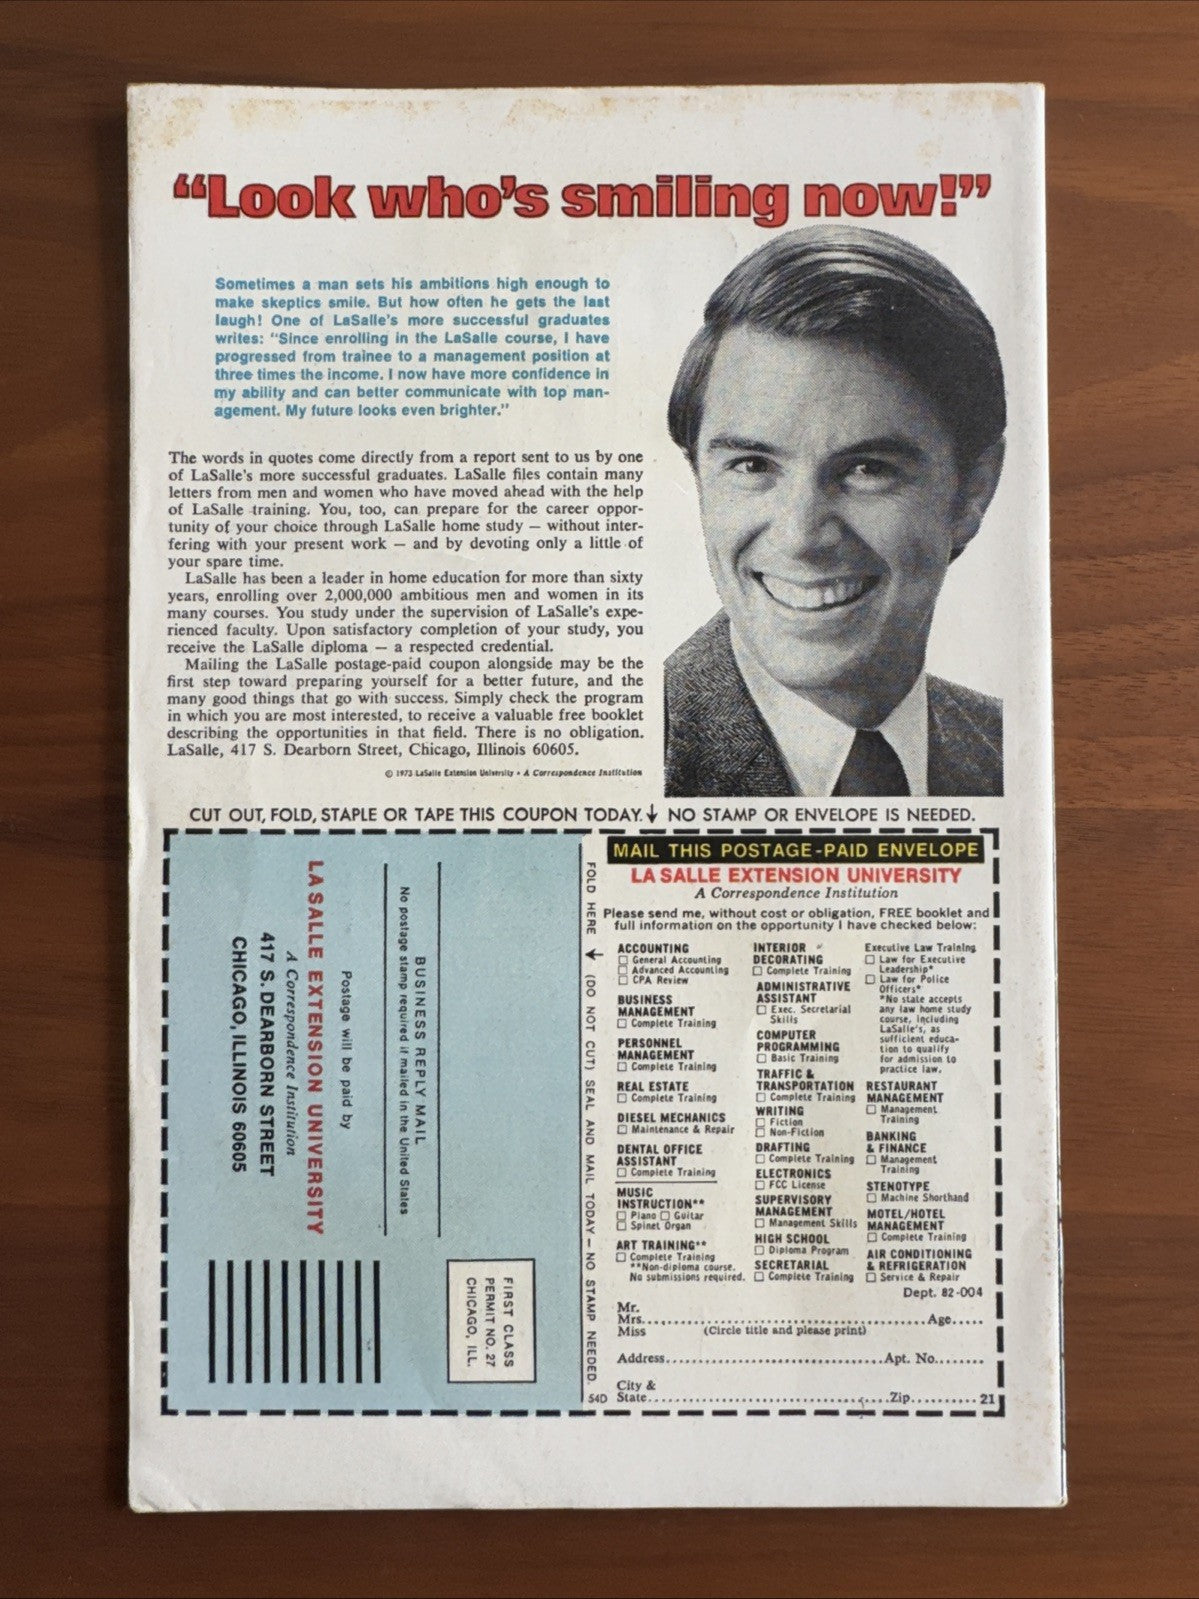 “Look who’s smiling now!”
Sometimes a man sets his ambitions high enough to
make skeptics smile. But how often he gets the last
laugh! One of LaSalle's more successful graduates
writes: "Since enrolling in the LaSalle course, I have
progressed from trainee to a management position at
three times the income. I now have more confidence in
my ability and can better communicate with top man-
agement. My future looks even brighter."
The words in quotes come directly from a report sent to us by one
of LaSalle's more successful graduates. LaSalle files contain many
letters from men and women who have moved ahead with the help
of LaSalle training. You, too, can prepare for the career oppor-
tunity of your choice through LaSalle home study — without inter-
fering with your present work — and by devoting only a little of
your spare time.
LaSalle has been a leader in home education for more than sixty
years, enrolling over 2,000,000 ambitious men and women in its
many courses. You study under the supervision of LaSalle's expe-
rienced faculty. Upon satisfactory completion of your study, you
receive the LaSalle diploma — a respected credential.
Mailing the LaSalle postage-paid coupon alongside may be the
first step toward preparing yourself for a better future, and the
many good things that go with success. Simply check the program
in which you are most interested, to receive a valuable free booklet
describing the opportunities in that field. There is no obligation.
LaSalle, 417 S. Dearborn Street, Chicago, Illinois 60605.
© 1973 LaSalle Extension University • A Correspondence Institution
CUT OUT, FOLD, STAPLE OR TAPE THIS COUPON TODAY. ↓ NO STAMP OR ENVELOPE IS NEEDED.
FIRST CLASS
PERMIT NO. 27
CHICAGO, ILL.
BUSINESS REPLY MAIL
No postage stamp required if mailed in the United States
Postage will be paid by
LA SALLE EXTENSION UNIVERSITY
A Correspondence Institution
417 S. DEARBORN STREET
CHICAGO, ILLINOIS 60605
FOLD HERE → (DO NOT CUT) SEAL AND MAIL TODAY — NO STAMP NEEDED.
54D
MAIL THIS POSTAGE-PAID ENVELOPE
LA SALLE EXTENSION UNIVERSITY
A Correspondence Institution
Please send me, without cost or obligation, FREE booklet and
full information on the opportunity I have checked below:
ACCOUNTING
☐ General Accounting
☐ Advanced Accounting
☐ CPA Review
BUSINESS
MANAGEMENT
☐ Complete Training
PERSONNEL
MANAGEMENT
☐ Complete Training
REAL ESTATE
☐ Complete Training
DIESEL MECHANICS
☐ Maintenance & Repair
DENTAL OFFICE
ASSISTANT
☐ Complete Training
MUSIC
INSTRUCTION**
☐ Piano ☐ Guitar
☐ Spinet Organ
ART TRAINING**
☐ Complete Training
**Non-diploma course.
No submissions required.
INTERIOR
DECORATING
☐ Complete Training
ADMINISTRATIVE
ASSISTANT
☐ Exec. Secretarial
Skills
COMPUTER
PROGRAMMING
☐ Basic Training
TRAFFIC &
TRANSPORTATION
☐ Complete Training
WRITING
☐ Fiction
☐ Non-Fiction
DRAFTING
☐ Complete Training
ELECTRONICS
☐ FCC License
SUPERVISORY
MANAGEMENT
☐ Management Skills
HIGH SCHOOL
☐ Diploma Program
SECRETARIAL
☐ Complete Training
Executive Law Training
☐ Law for Executive
Leadership*
☐ Law for Police
Officers*
*No state accepts
any law home study
course, including
LaSalle's, as
sufficient educa-
tion to qualify
for admission to
practice law.
RESTAURANT
MANAGEMENT
☐ Management
Training
BANKING
& FINANCE
☐ Management
Training
STENOTYPE
☐ Machine Shorthand
MOTEL/HOTEL
MANAGEMENT
☐ Complete Training
AIR CONDITIONING
& REFRIGERATION
☐ Service & Repair
Dept. 82-004
Mr.
Mrs. Age
Miss (Circle title and please print)
Address Apt. No.
City &
State Zip 21